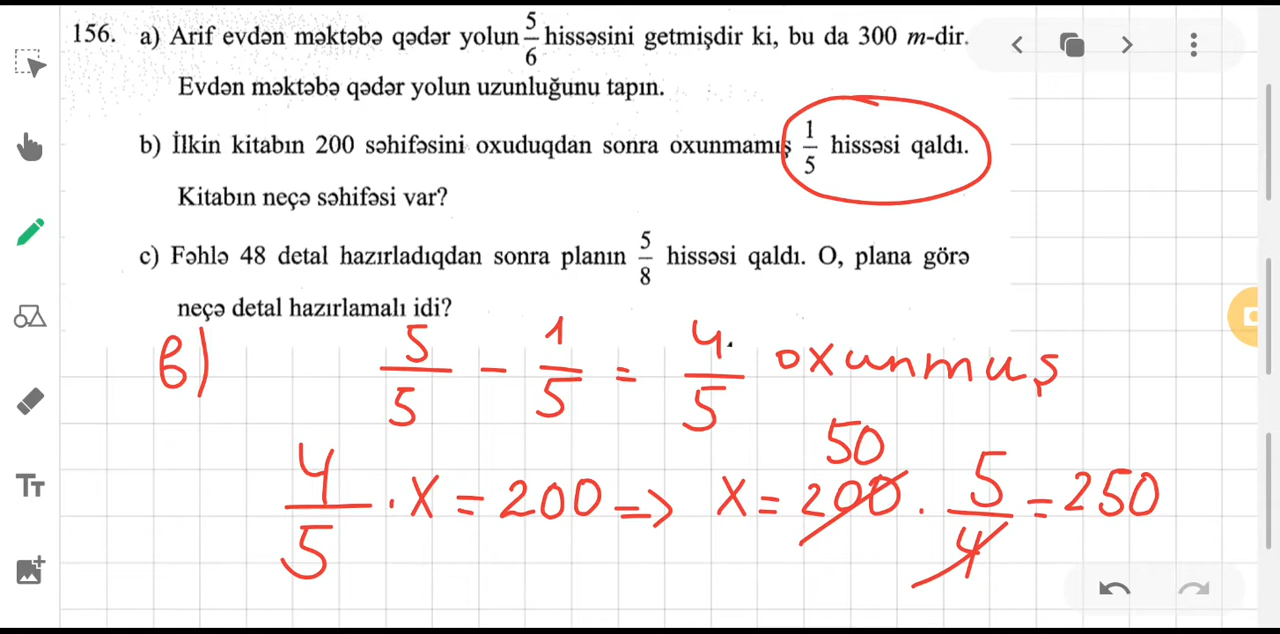 156. a) Arif evdən məktəbə qədər yolun 5/6 hissəsini getmişdir ki, bu da 300 m-dir.
Evdən məktəbə qədər yolun uzunluğunu tapın.
b) İlkin kitabın 200 səhifəsini oxuduqdan sonra oxunmamış 1/5 hissəsi qaldı.
Kitabın neçə səhifəsi var?
c) Fəhlə 48 detal hazırladıqdan sonra planın 5/8 hissəsi qaldı. O, plana görə
neçə detal hazırlamalı idi?
b) 5/5 - 1/5 = 4/5 oxunmuş
50
4/5 · x = 200 => x = 200 · 5/4 = 250
TT